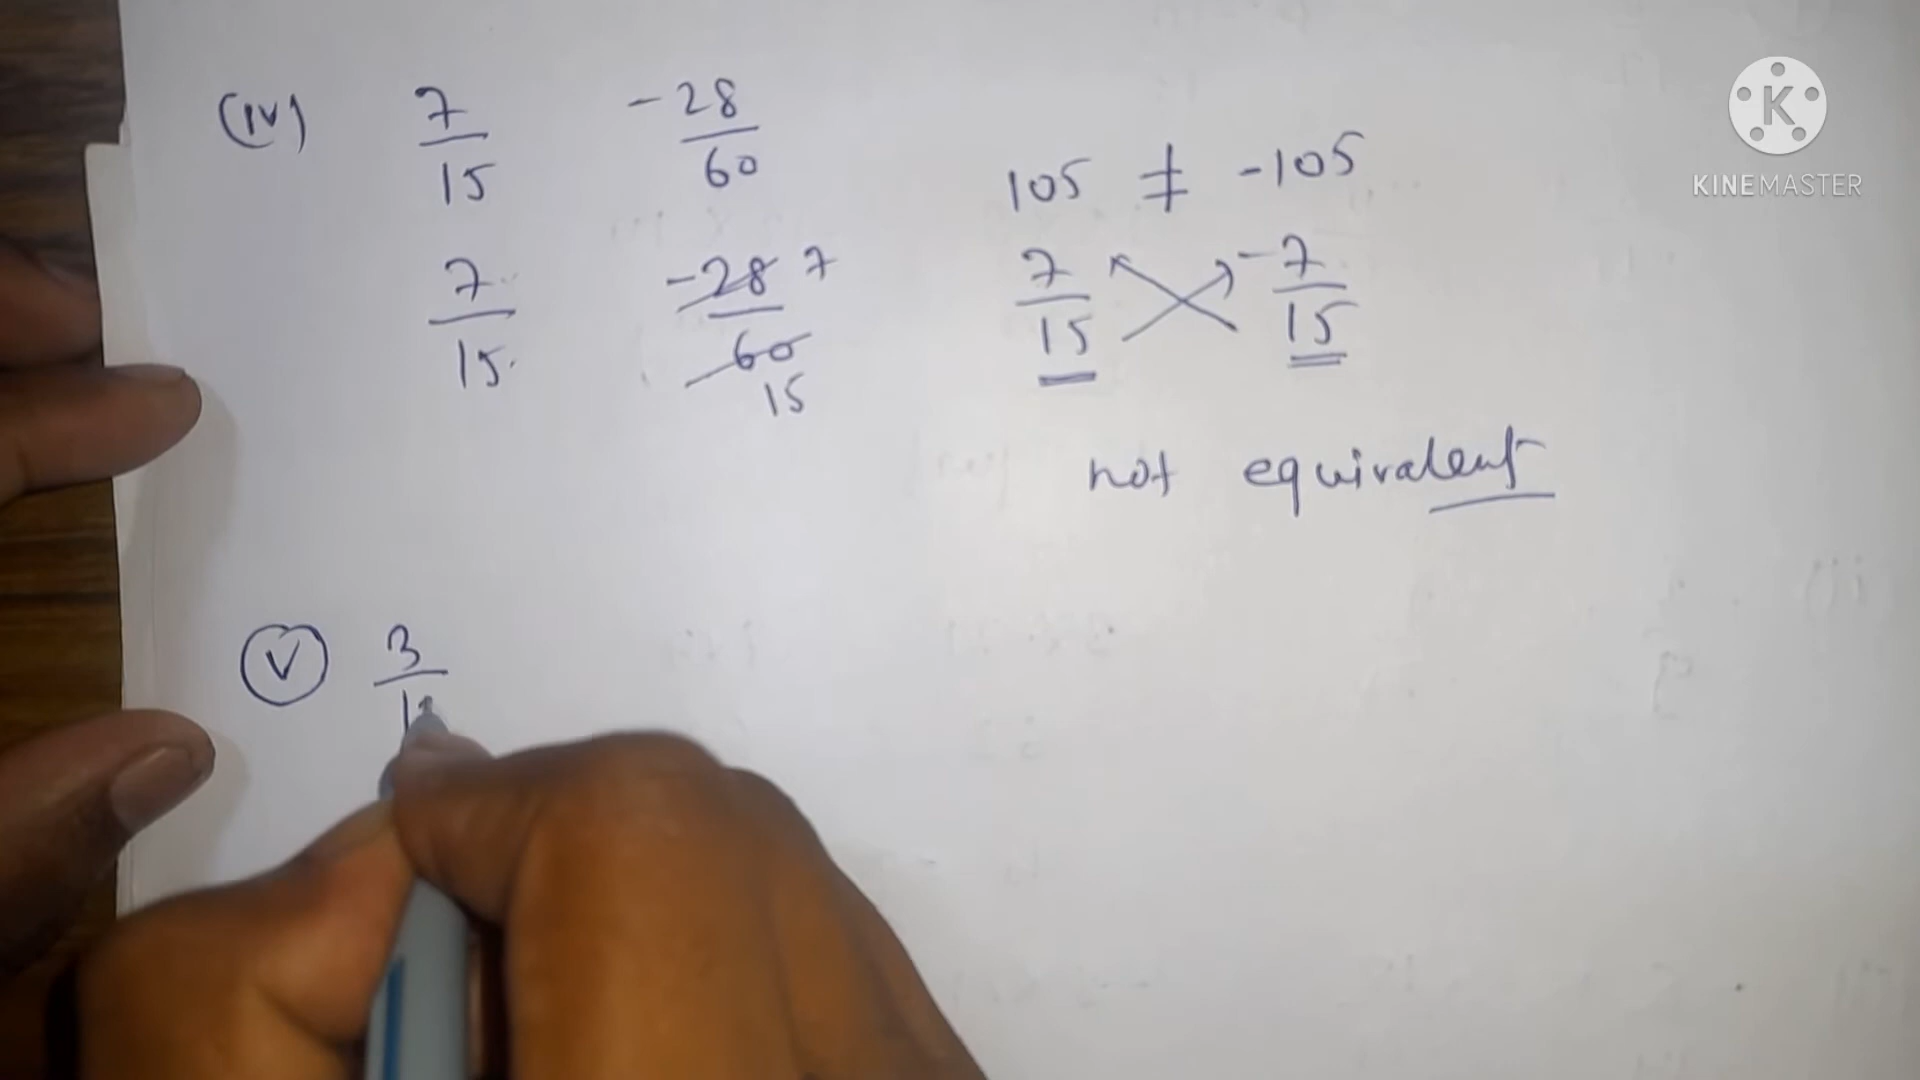 (iv) 7/15 -28/60
105 ≠ -105
7/15 -28/60 7 15
7/15 -7/15
not equivalent
(V) 3/1
K
KINEMASTER